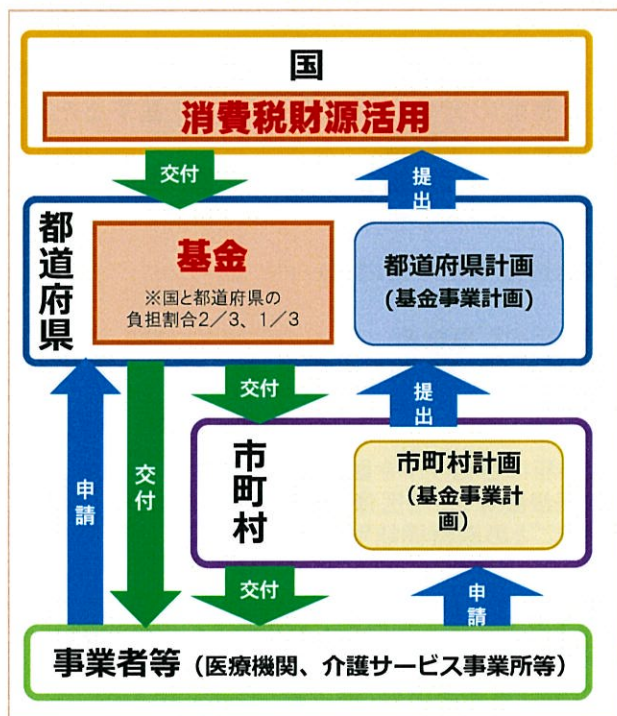 国
消費税財源活用
交付
提出
都道府県
基金
※国と都道府県の
負担割合2／3、1／3
都道府県計画
(基金事業計画)
申請
交付
交付
提出
市町村
市町村計画
（基金事業計
画）
交付
申請
事業者等（医療機関、介護サービス事業所等）